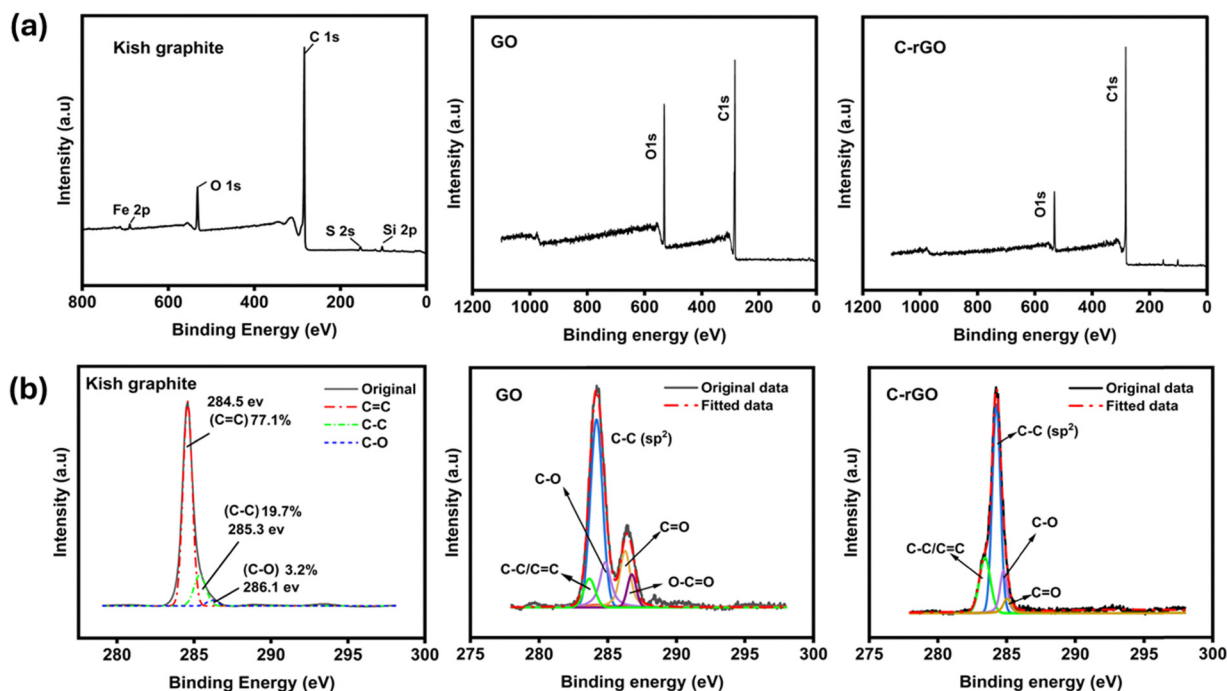 (a)
Kish graphite
C 1s
O 1s
Fe 2p
S 2s
Si 2p
Intensity (a.u)
800 600 400 200 0
Binding Energy (eV)
GO
O1s
C1s
Intensity (a.u)
1200 1000 800 600 400 200 0
Binding energy (eV)
C-rGO
C1s
O1s
Intensity (a.u)
1200 1000 800 600 400 200 0
Binding energy (eV)
(b)
Kish graphite
Original
C=C
C-C
C-O
284.5 ev
(C=C) 77.1%
(C-C) 19.7%
285.3 ev
(C-O) 3.2%
286.1 ev
Intensity (a.u)
280 285 290 295 300
Binding Energy (eV)
GO
Original data
Fitted data
C-C (sp²)
C-O
C=O
C-C/C=C
O-C=O
Intensity (a.u)
275 280 285 290 295 300
Binding energy (eV)
C-rGO
Original data
Fitted data
C-C (sp²)
C-O
C-C/C=C
C=O
Intensity (a.u)
275 280 285 290 295 300
Binding energy (eV)